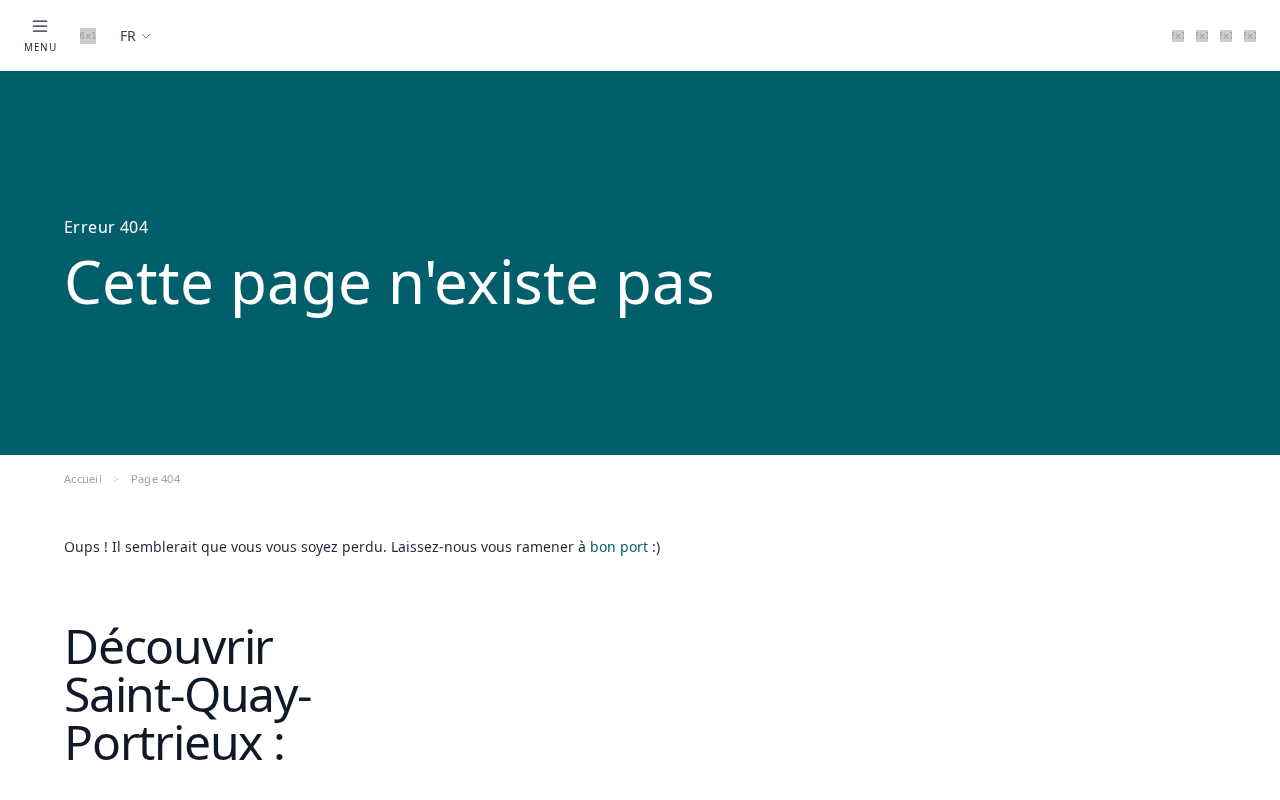 MENU
FR
Erreur 404
Cette page n'existe pas
Accueil > Page 404
Oups ! Il semblerait que vous vous soyez perdu. Laissez-nous vous ramener à bon port :)
Découvrir
Saint-Quay-
Portrieux :